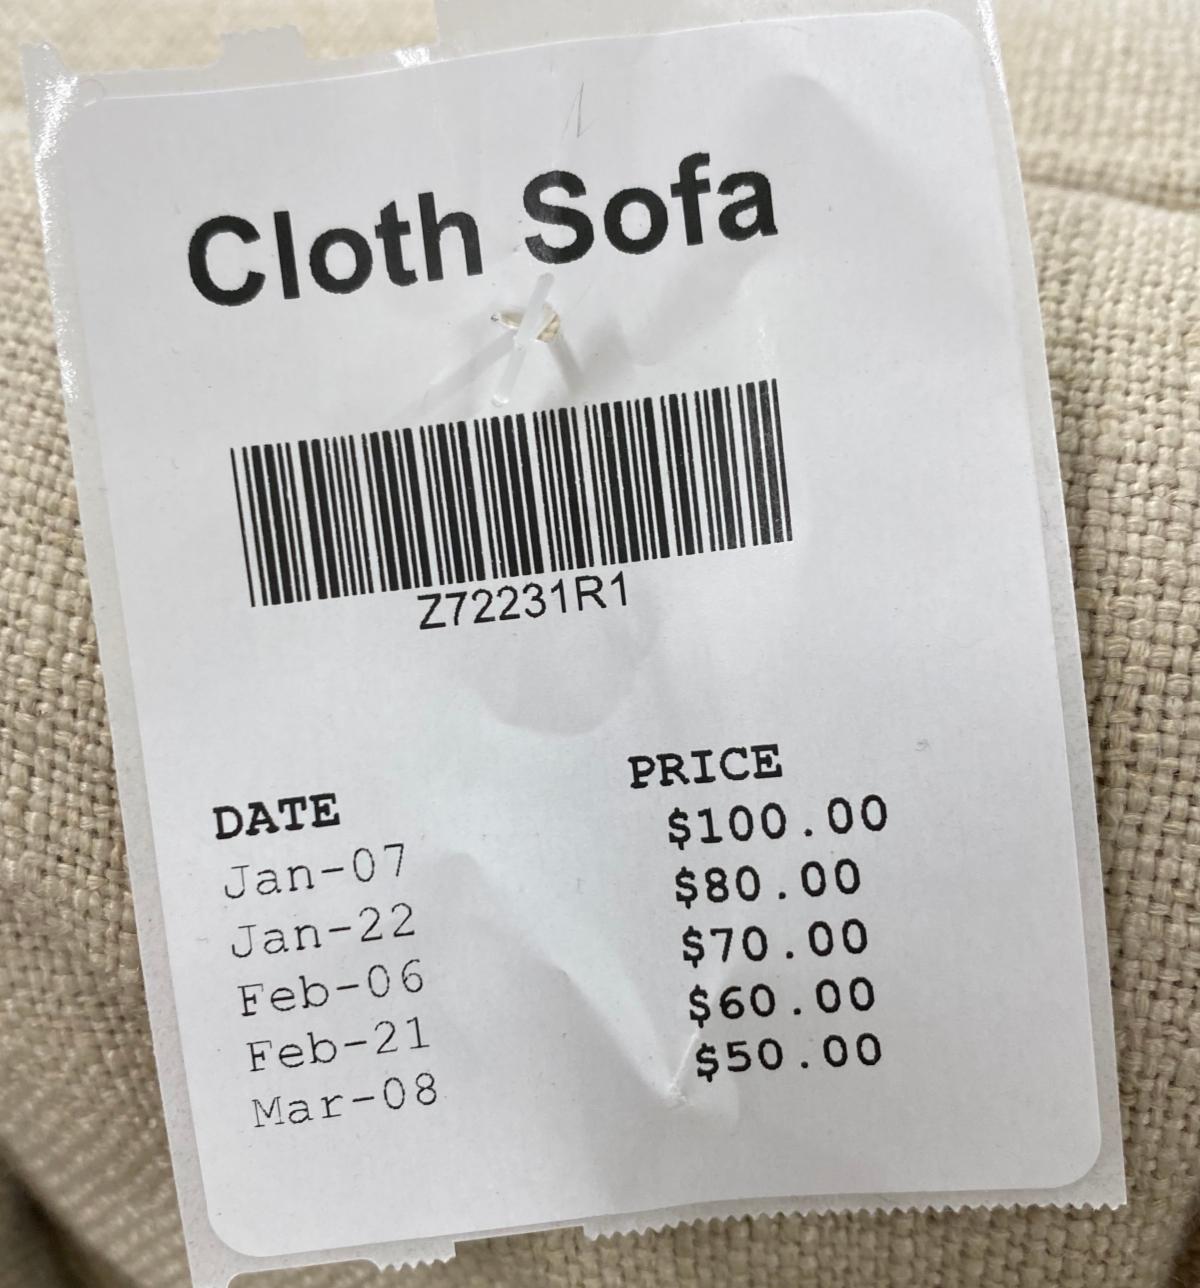 Cloth Sofa
Z72231R1
DATE PRICE
Jan-07 $100.00
Jan-22 $80.00
Feb-06 $70.00
Feb-21 $60.00
Mar-08 $50.00